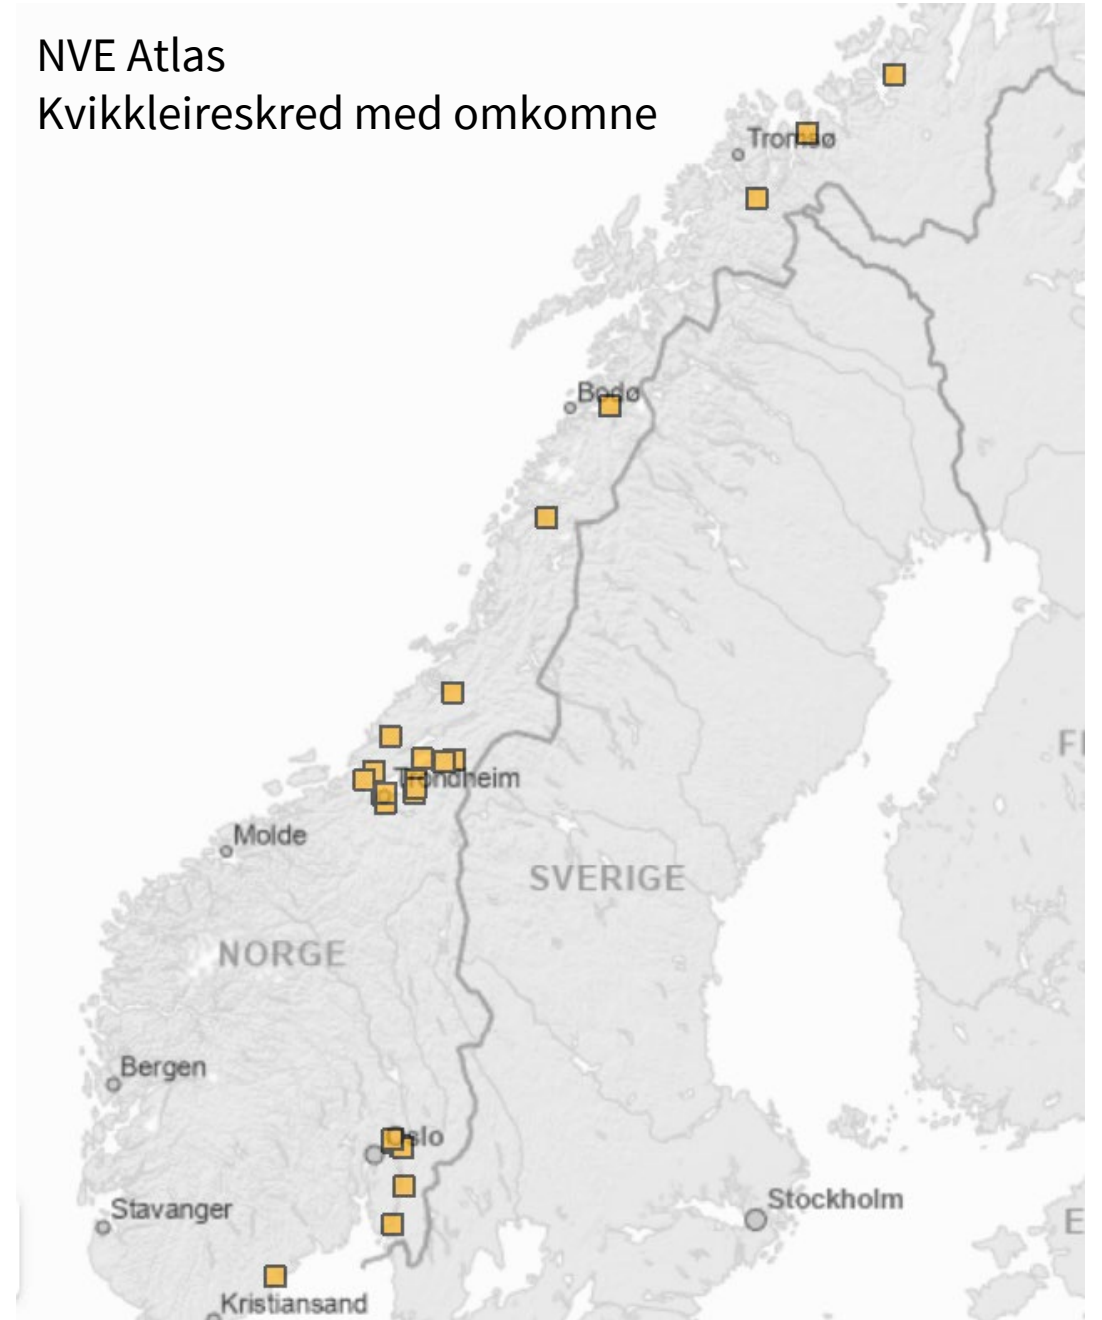 NVE Atlas
Kvikkleireskred med omkomne
Tromsø
Bodø
Trondheim
Molde
SVERIGE
NORGE
Bergen
Oslo
Stavanger
Stockholm
Kristiansand